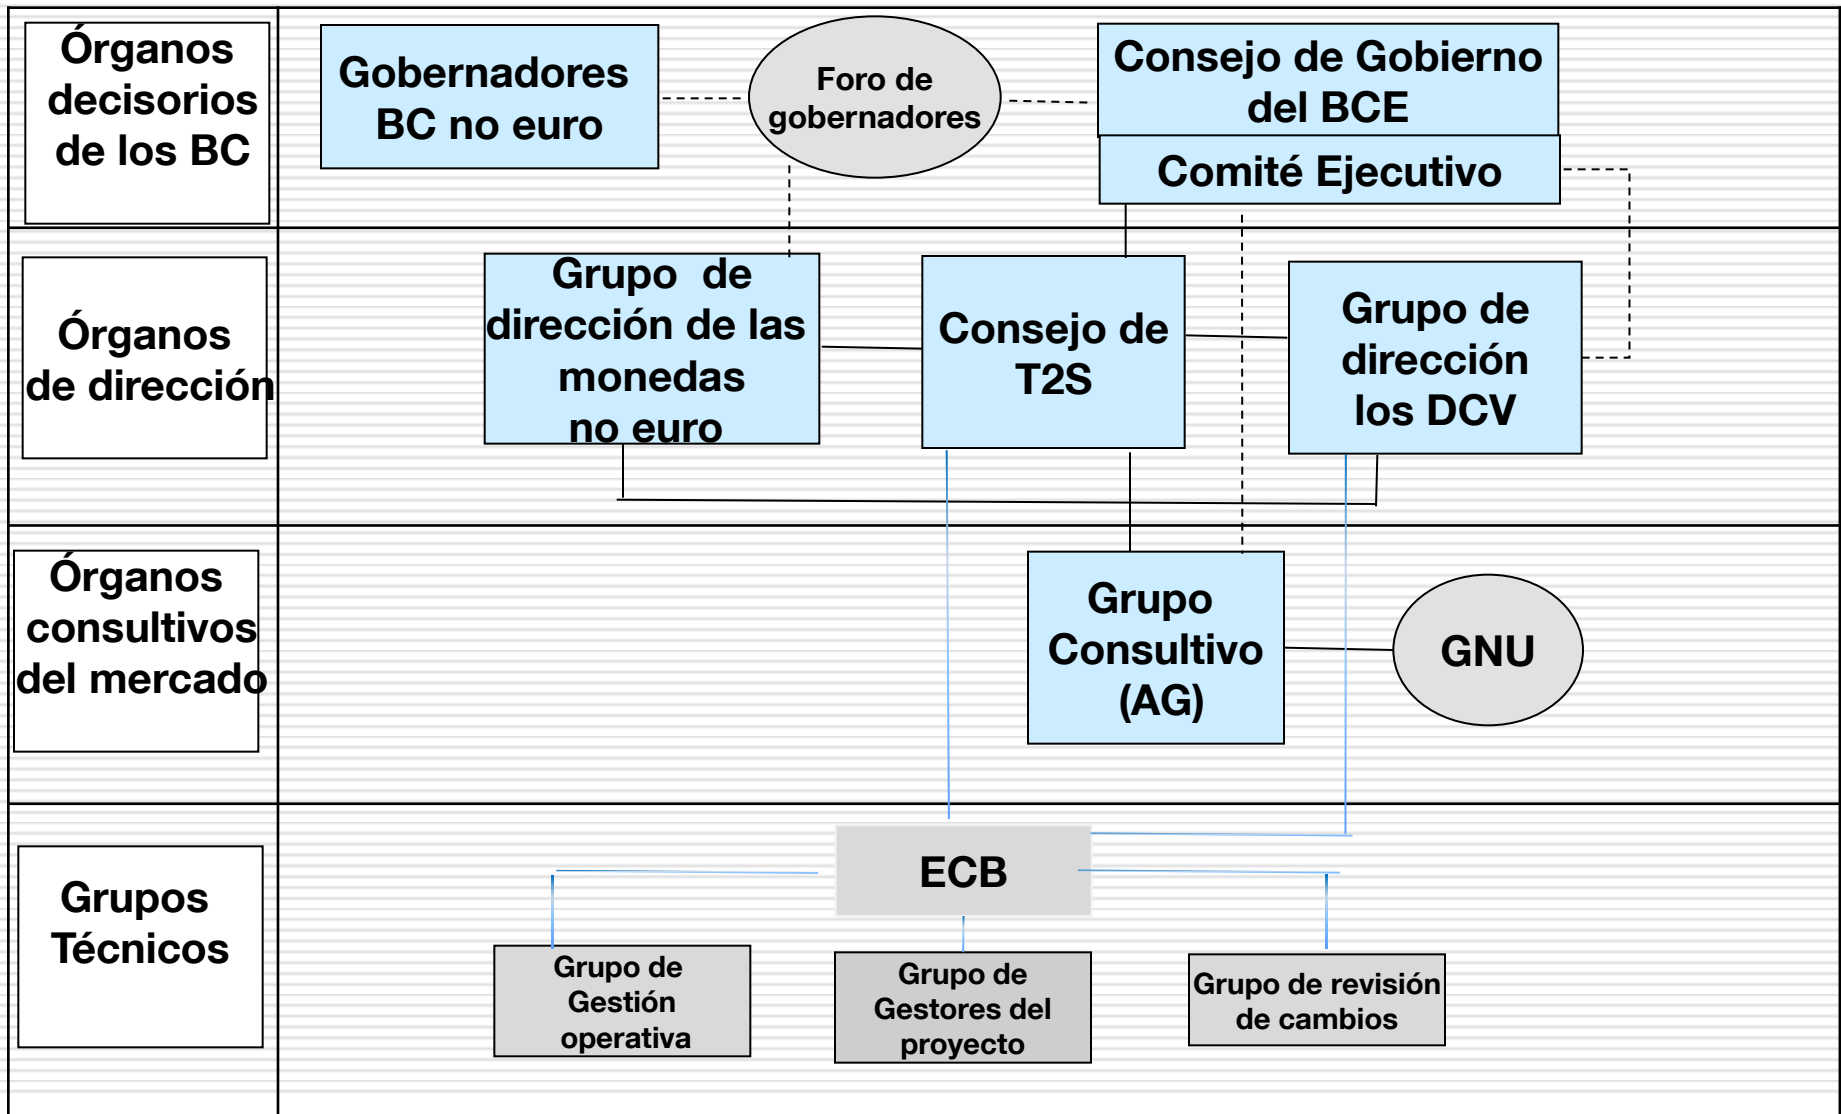 Órganos
decisorios
de los BC
Gobernadores
BC no euro
Foro de
gobernadores
Consejo de Gobierno
del BCE
Comité Ejecutivo
Órganos
de dirección
Grupo de
dirección de las
monedas
no euro
Consejo de
T2S
Grupo de
dirección
los DCV
Órganos
consultivos
del mercado
Grupo
Consultivo
(AG)
GNU
Grupos
Técnicos
ECB
Grupo de
Gestión
operativa
Grupo de
Gestores del
proyecto
Grupo de revisión
de cambios